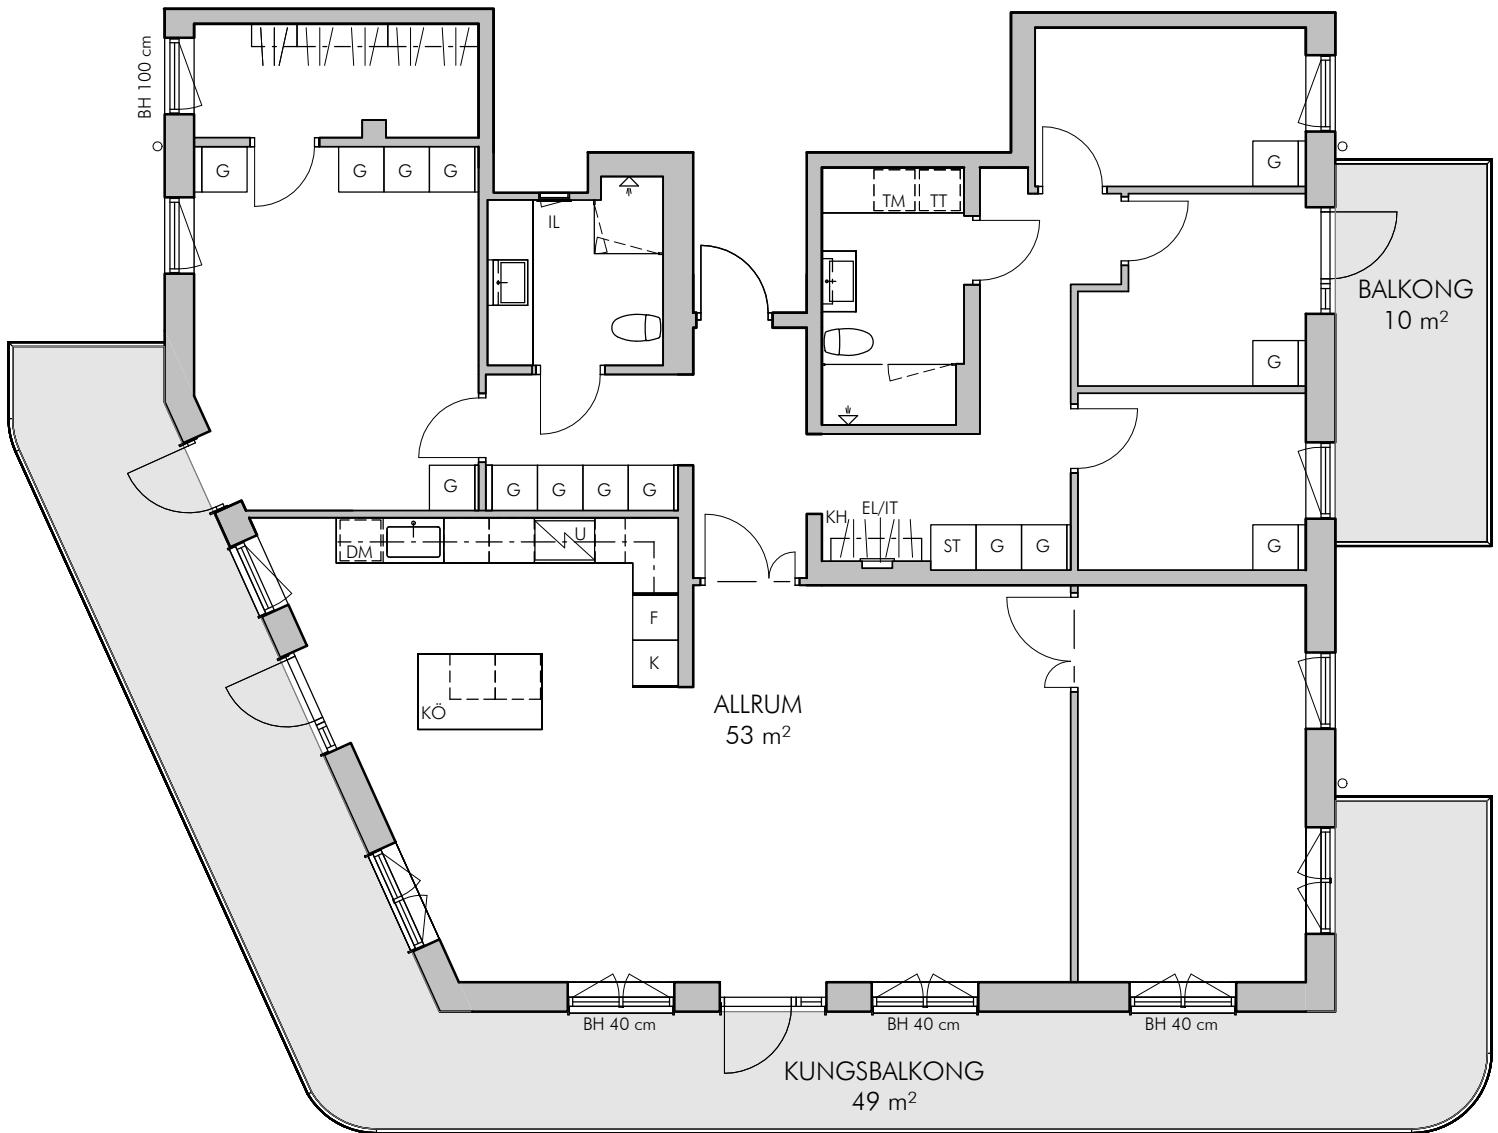 BH 100 cm
G
G
G
G
G
TM
TT
IL
BALKONG
10 m²
G
G
G
G
G
G
KH
EL/IT
DM
U
ST
G
G
G
F
K
KÖ
ALLRUM
53 m²
BH 40 cm
BH 40 cm
BH 40 cm
KUNGSBALKONG
49 m²